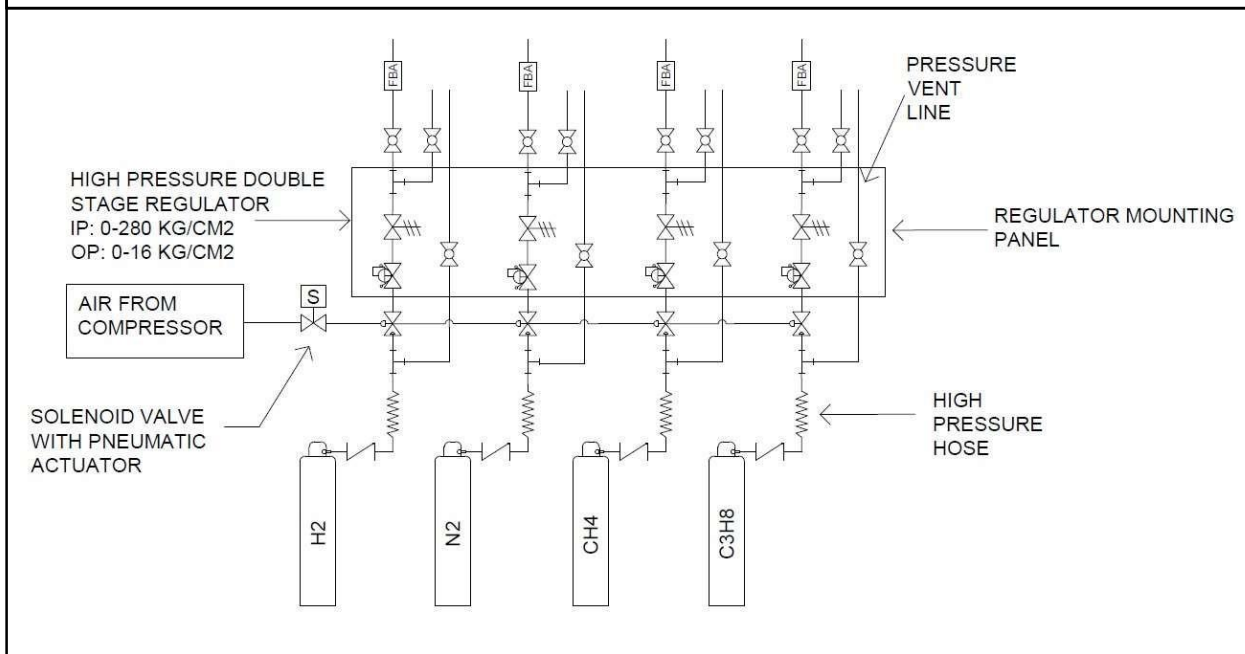 FBA
FBA
FBA
FBA
PRESSURE
VENT
LINE
HIGH PRESSURE DOUBLE
STAGE REGULATOR
IP: 0-280 KG/CM2
OP: 0-16 KG/CM2
REGULATOR MOUNTING
PANEL
S
AIR FROM
COMPRESSOR
SOLENOID VALVE
WITH PNEUMATIC
ACTUATOR
HIGH
PRESSURE
HOSE
H2
N2
CH4
C3H8